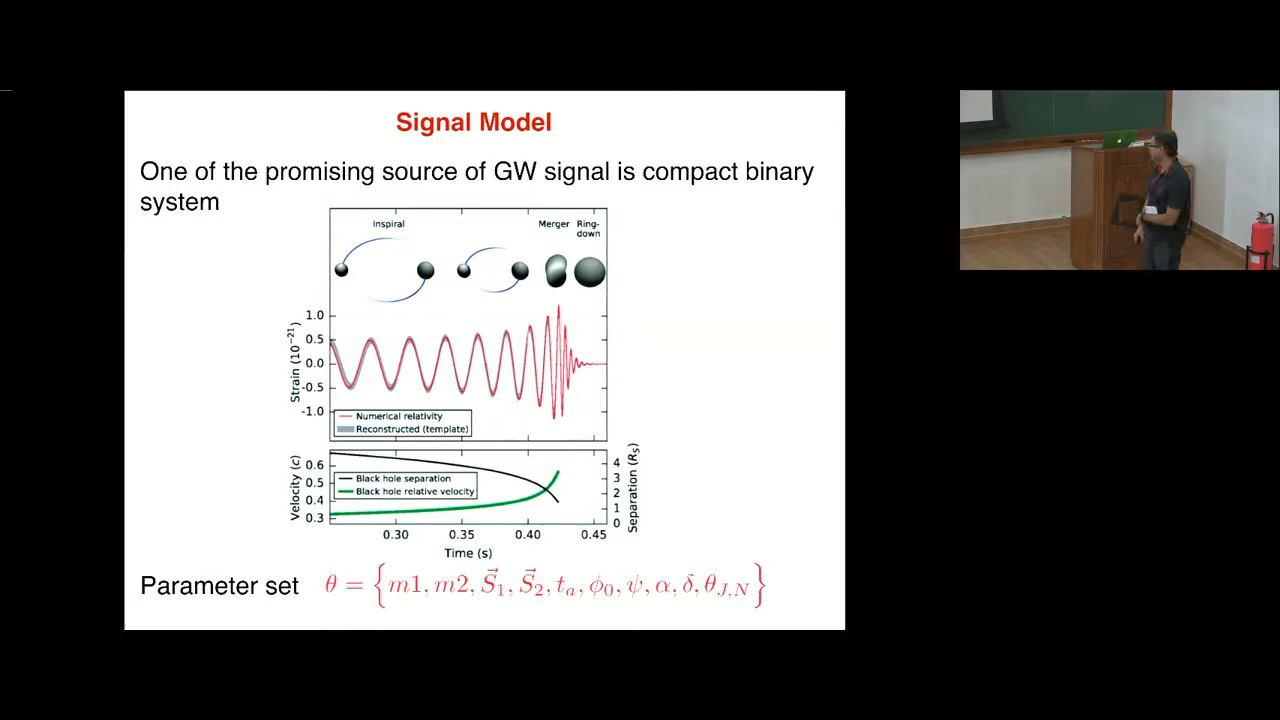 Signal Model
One of the promising source of GW signal is compact binary
system
Inspiral
Merger
Ring-
down
Strain (10⁻²¹)
1.0
0.5
0.0
-0.5
-1.0
Numerical relativity
Reconstructed (template)
Velocity (c)
0.6
0.5
0.4
0.3
Black hole separation
Black hole relative velocity
4
3
2
1
0
Separation (R_S)
0.30 0.35 0.40 0.45
Time (s)
Parameter set θ = {m1, m2, S⃗₁, S⃗₂, tₐ, ϕ₀, ψ, α, δ, θ_{J,N}}